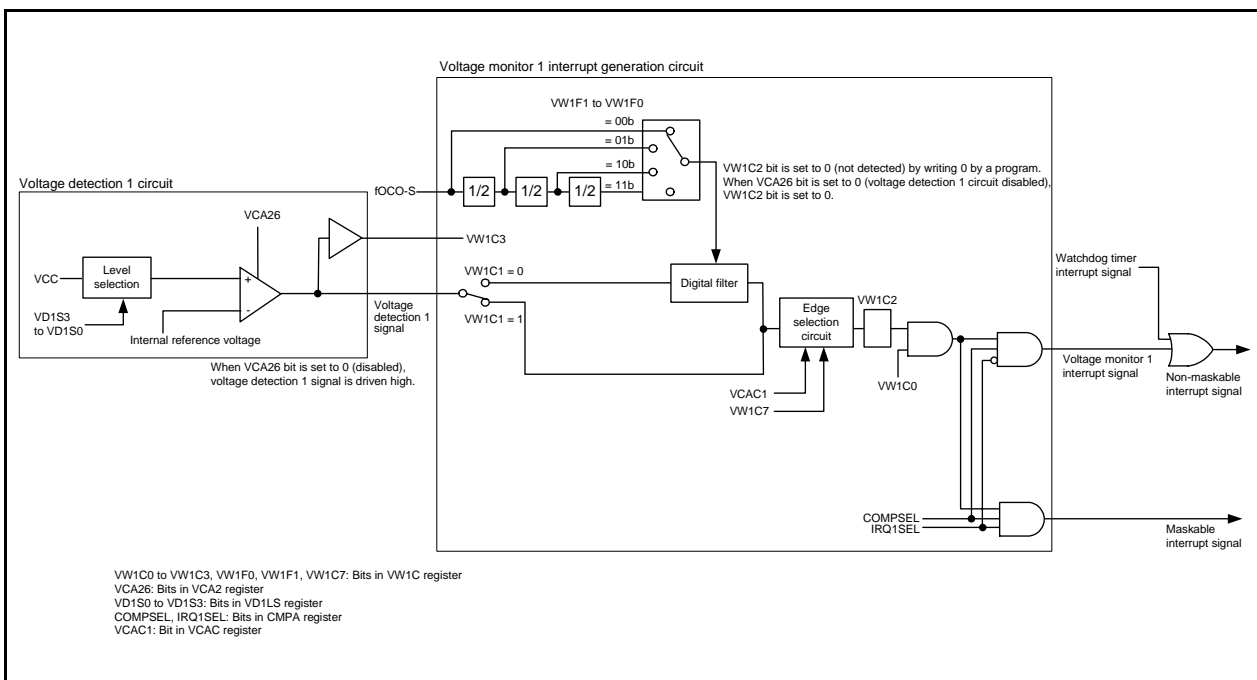 Voltage monitor 1 interrupt generation circuit
VW1F1 to VW1F0
= 00b
= 01b
= 10b
= 11b
fOCO-S
1/2
1/2
1/2
VW1C2 bit is set to 0 (not detected) by writing 0 by a program.
When VCA26 bit is set to 0 (voltage detection 1 circuit disabled),
VW1C2 bit is set to 0.
Voltage detection 1 circuit
VCA26
VW1C3
VCC
Level
selection
+
-
VD1S3
to VD1S0
Internal reference voltage
When VCA26 bit is set to 0 (disabled),
voltage detection 1 signal is driven high.
Voltage
detection 1
signal
VW1C1 = 0
VW1C1 = 1
Digital filter
Edge
selection
circuit
VW1C2
VCAC1
VW1C7
VW1C0
Watchdog timer
interrupt signal
Voltage monitor 1
interrupt signal
Non-maskable
interrupt signal
COMPSEL
IRQ1SEL
Maskable
interrupt signal
VW1C0 to VW1C3, VW1F0, VW1F1, VW1C7: Bits in VW1C register
VCA26: Bits in VCA2 register
VD1S0 to VD1S3: Bits in VD1LS register
COMPSEL, IRQ1SEL: Bits in CMPA register
VCAC1: Bit in VCAC register